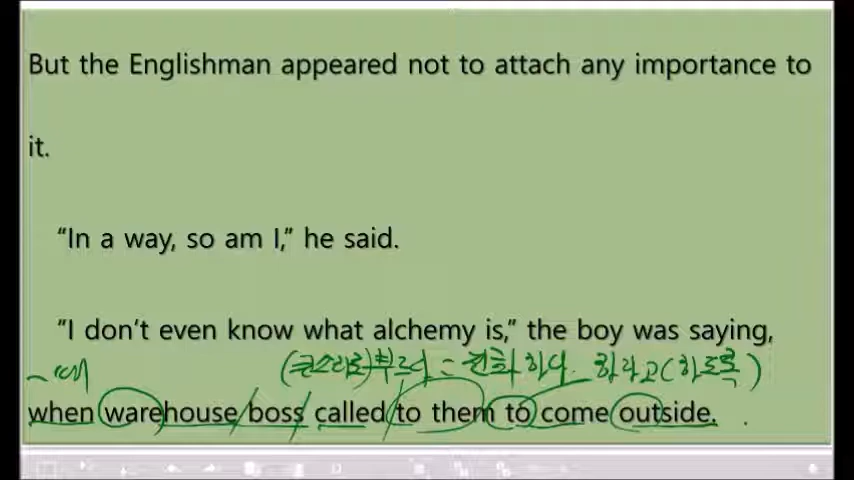 But the Englishman appeared not to attach any importance to
it.
“In a way, so am I,” he said.
“I don’t even know what alchemy is,” the boy was saying,
~때 (큰소리로) 부르다 = 전화하다. 하라고 (하도록)
when warehouse boss called to them to come outside.